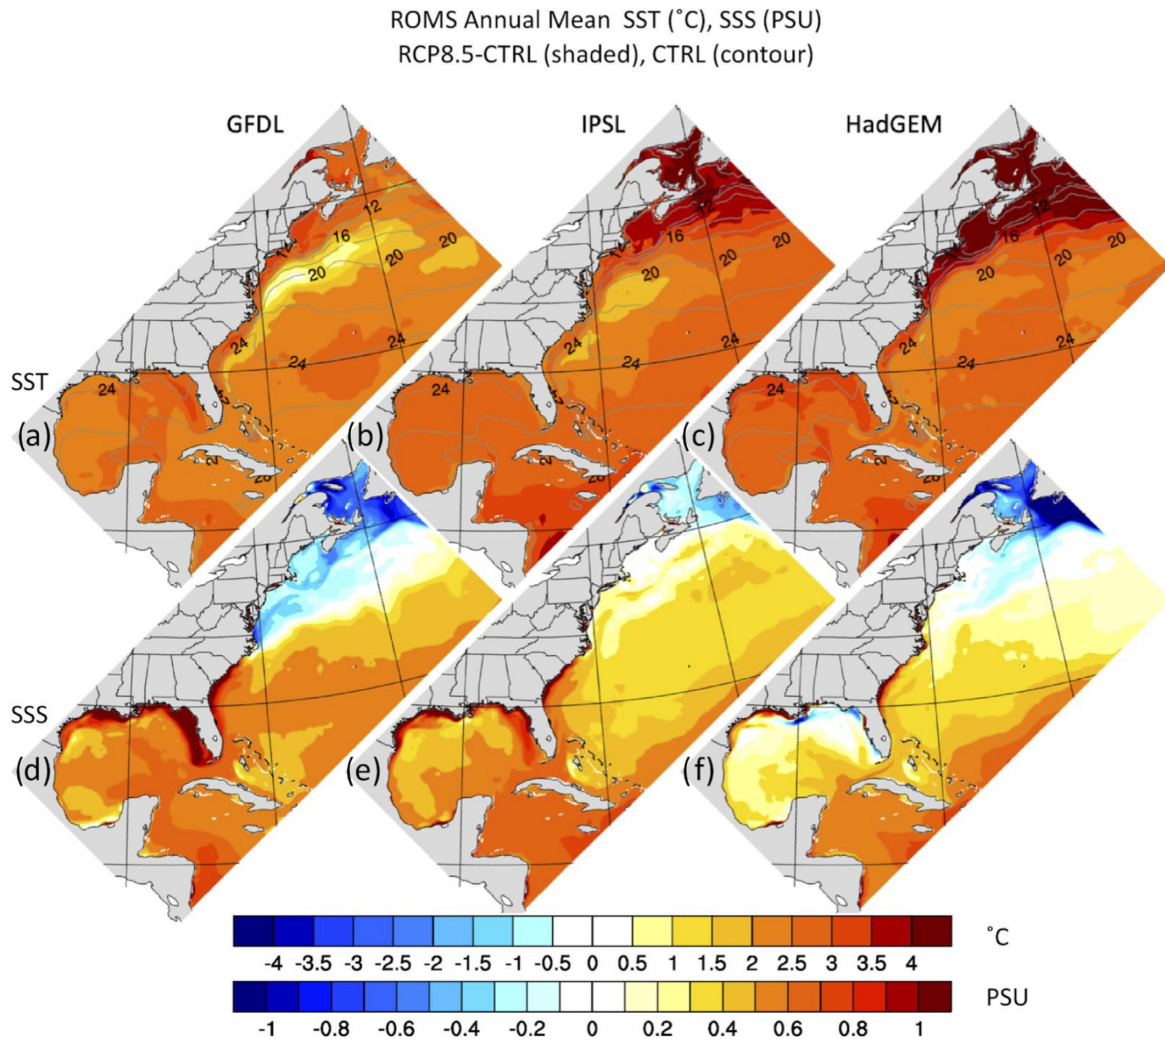 ROMS Annual Mean SST (˚C), SSS (PSU)
RCP8.5-CTRL (shaded), CTRL (contour)
GFDL
IPSL
HadGEM
12
12
16
20
20
20
24
24
24
SST
(a)
12
16
20
20
24
24
24
(b)
12
16
20
20
24
24
24
(c)
SSS
(d)
(e)
(f)
-4 -3.5 -3 -2.5 -2 -1.5 -1 -0.5 0 0.5 1 1.5 2 2.5 3 3.5 4
˚C
-1 -0.8 -0.6 -0.4 -0.2 0 0.2 0.4 0.6 0.8 1
PSU